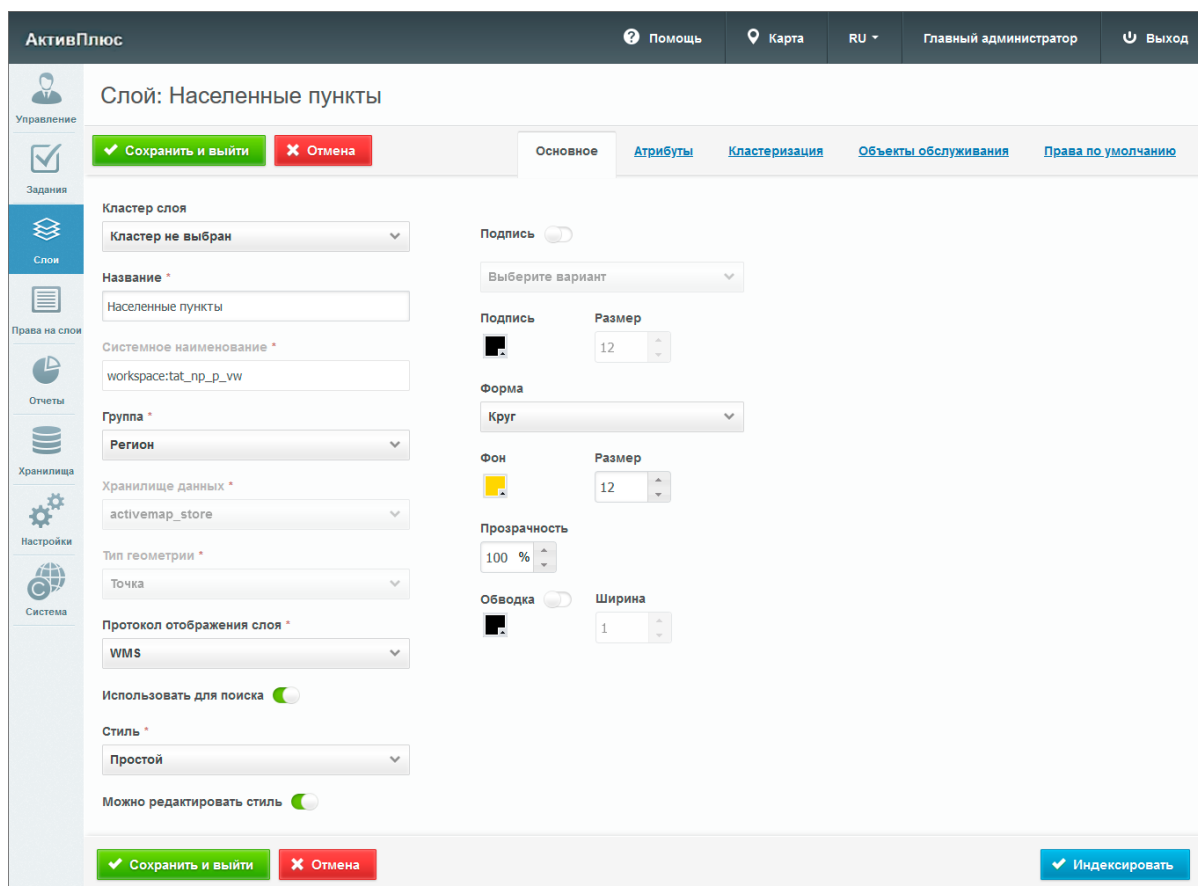 АктивПлюс
Помощь
Карта
RU
Главный администратор
Выход
Управление
Задания
Слои
Права на слои
Отчеты
Хранилища
Настройки
Система
Слой: Населенные пункты
Сохранить и выйти
Отмена
Основное
Атрибуты
Кластеризация
Объекты обслуживания
Права по умолчанию
Кластер слоя
Кластер не выбран
Название *
Населенные пункты
Системное наименование *
workspace:tat_np_p_vw
Группа *
Регион
Хранилище данных *
activemap_store
Тип геометрии *
Точка
Протокол отображения слоя *
WMS
Использовать для поиска
Стиль *
Простой
Можно редактировать стиль
Подпись
Выберите вариант
Подпись
Размер
12
Форма
Круг
Фон
Размер
12
Прозрачность
100 %
Обводка
Ширина
1
Сохранить и выйти
Отмена
Индексировать